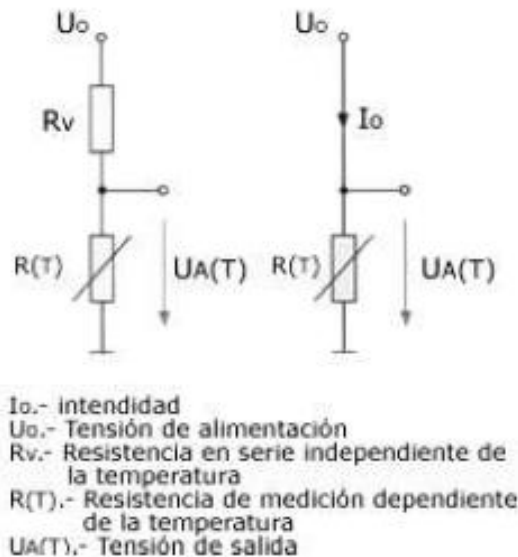 Uo Uo
Rv Io
R(T) UA(T) R(T) UA(T)
Io.- intendidad
Uo.- Tensión de alimentación
Rv.- Resistencia en serie independiente de
la temperatura
R(T).- Resistencia de medición dependiente
de la temperatura
UA(T).- Tensión de salida